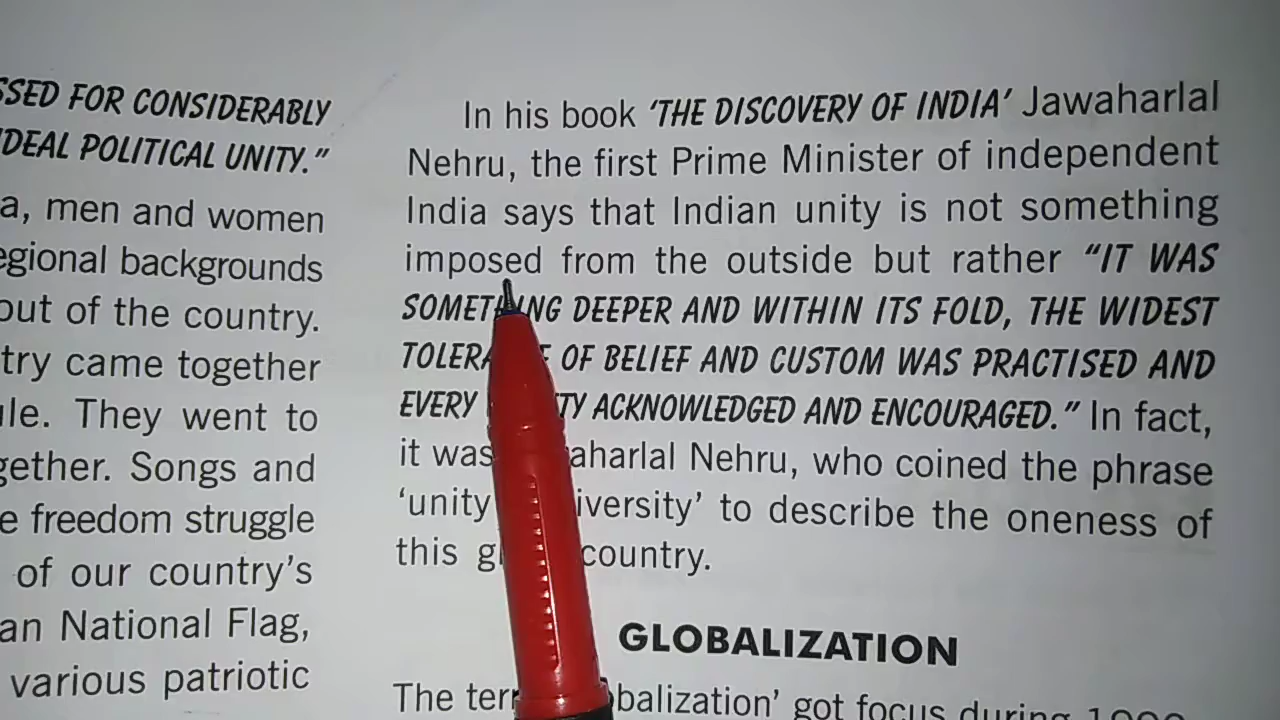 SSED FOR CONSIDERABLY
DEAL POLITICAL UNITY."
a, men and women
egional backgrounds
out of the country.
try came together
ule. They went to
gether. Songs and
e freedom struggle
of our country's
an National Flag,
various patriotic
In his book 'THE DISCOVERY OF INDIA' Jawaharlal
Nehru, the first Prime Minister of independent
India says that Indian unity is not something
imposed from the outside but rather "IT WAS
SOMETHING DEEPER AND WITHIN ITS FOLD, THE WIDEST
OF BELIEF AND CUSTOM WAS PRACTISED AND
EVERY ACKNOWLEDGED AND ENCOURAGED." In fact,
it was Nehru, who coined the phrase
'unity to describe the oneness of
this country.
GLOBALIZATION
The got focus during